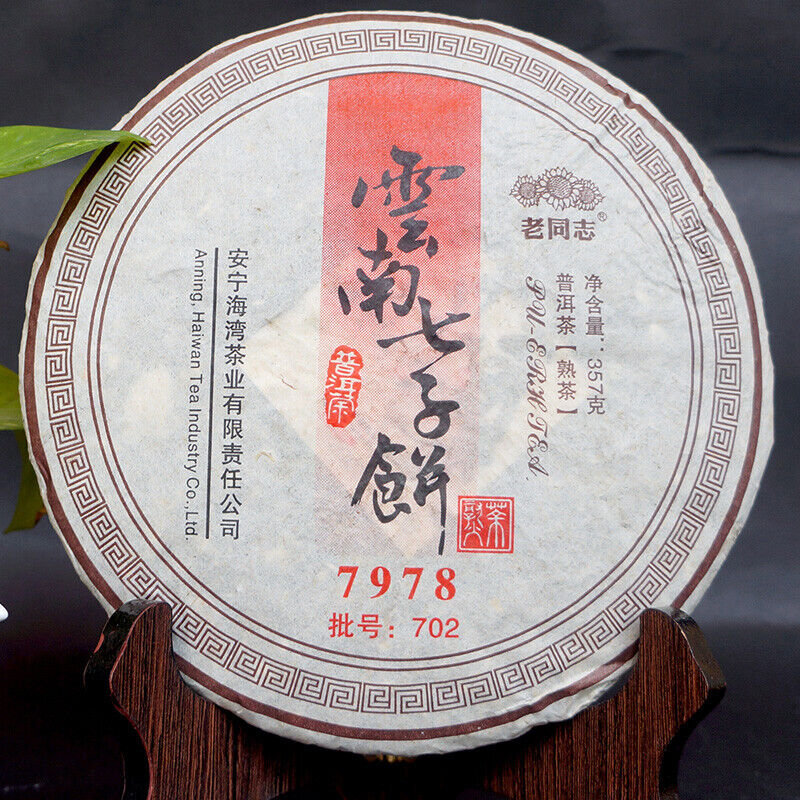 老同志®
净含量：357克
普洱茶【熟茶】
PU-ERH TEA.
雲南七子餅
普洱茶
熟茶
安宁海湾茶业有限责任公司
Anning, Haiwan Tea Industry Co.,Ltd.
7978
批号：702